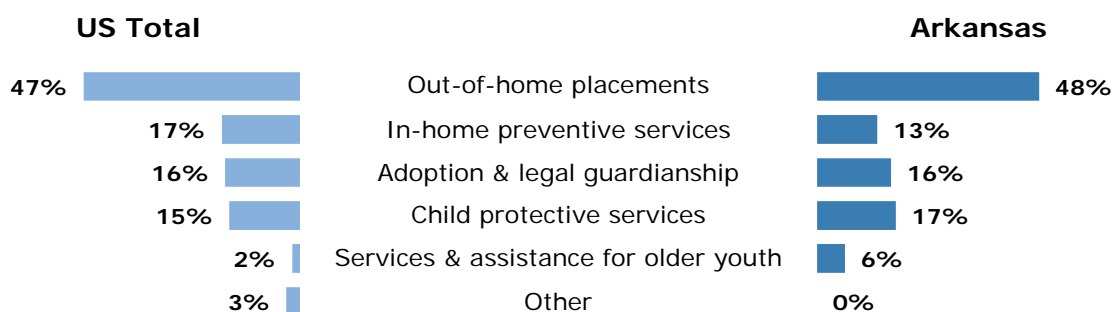 US Total Arkansas
47% Out-of-home placements 48%
17% In-home preventive services 13%
16% Adoption & legal guardianship 16%
15% Child protective services 17%
2% Services & assistance for older youth 6%
3% Other 0%